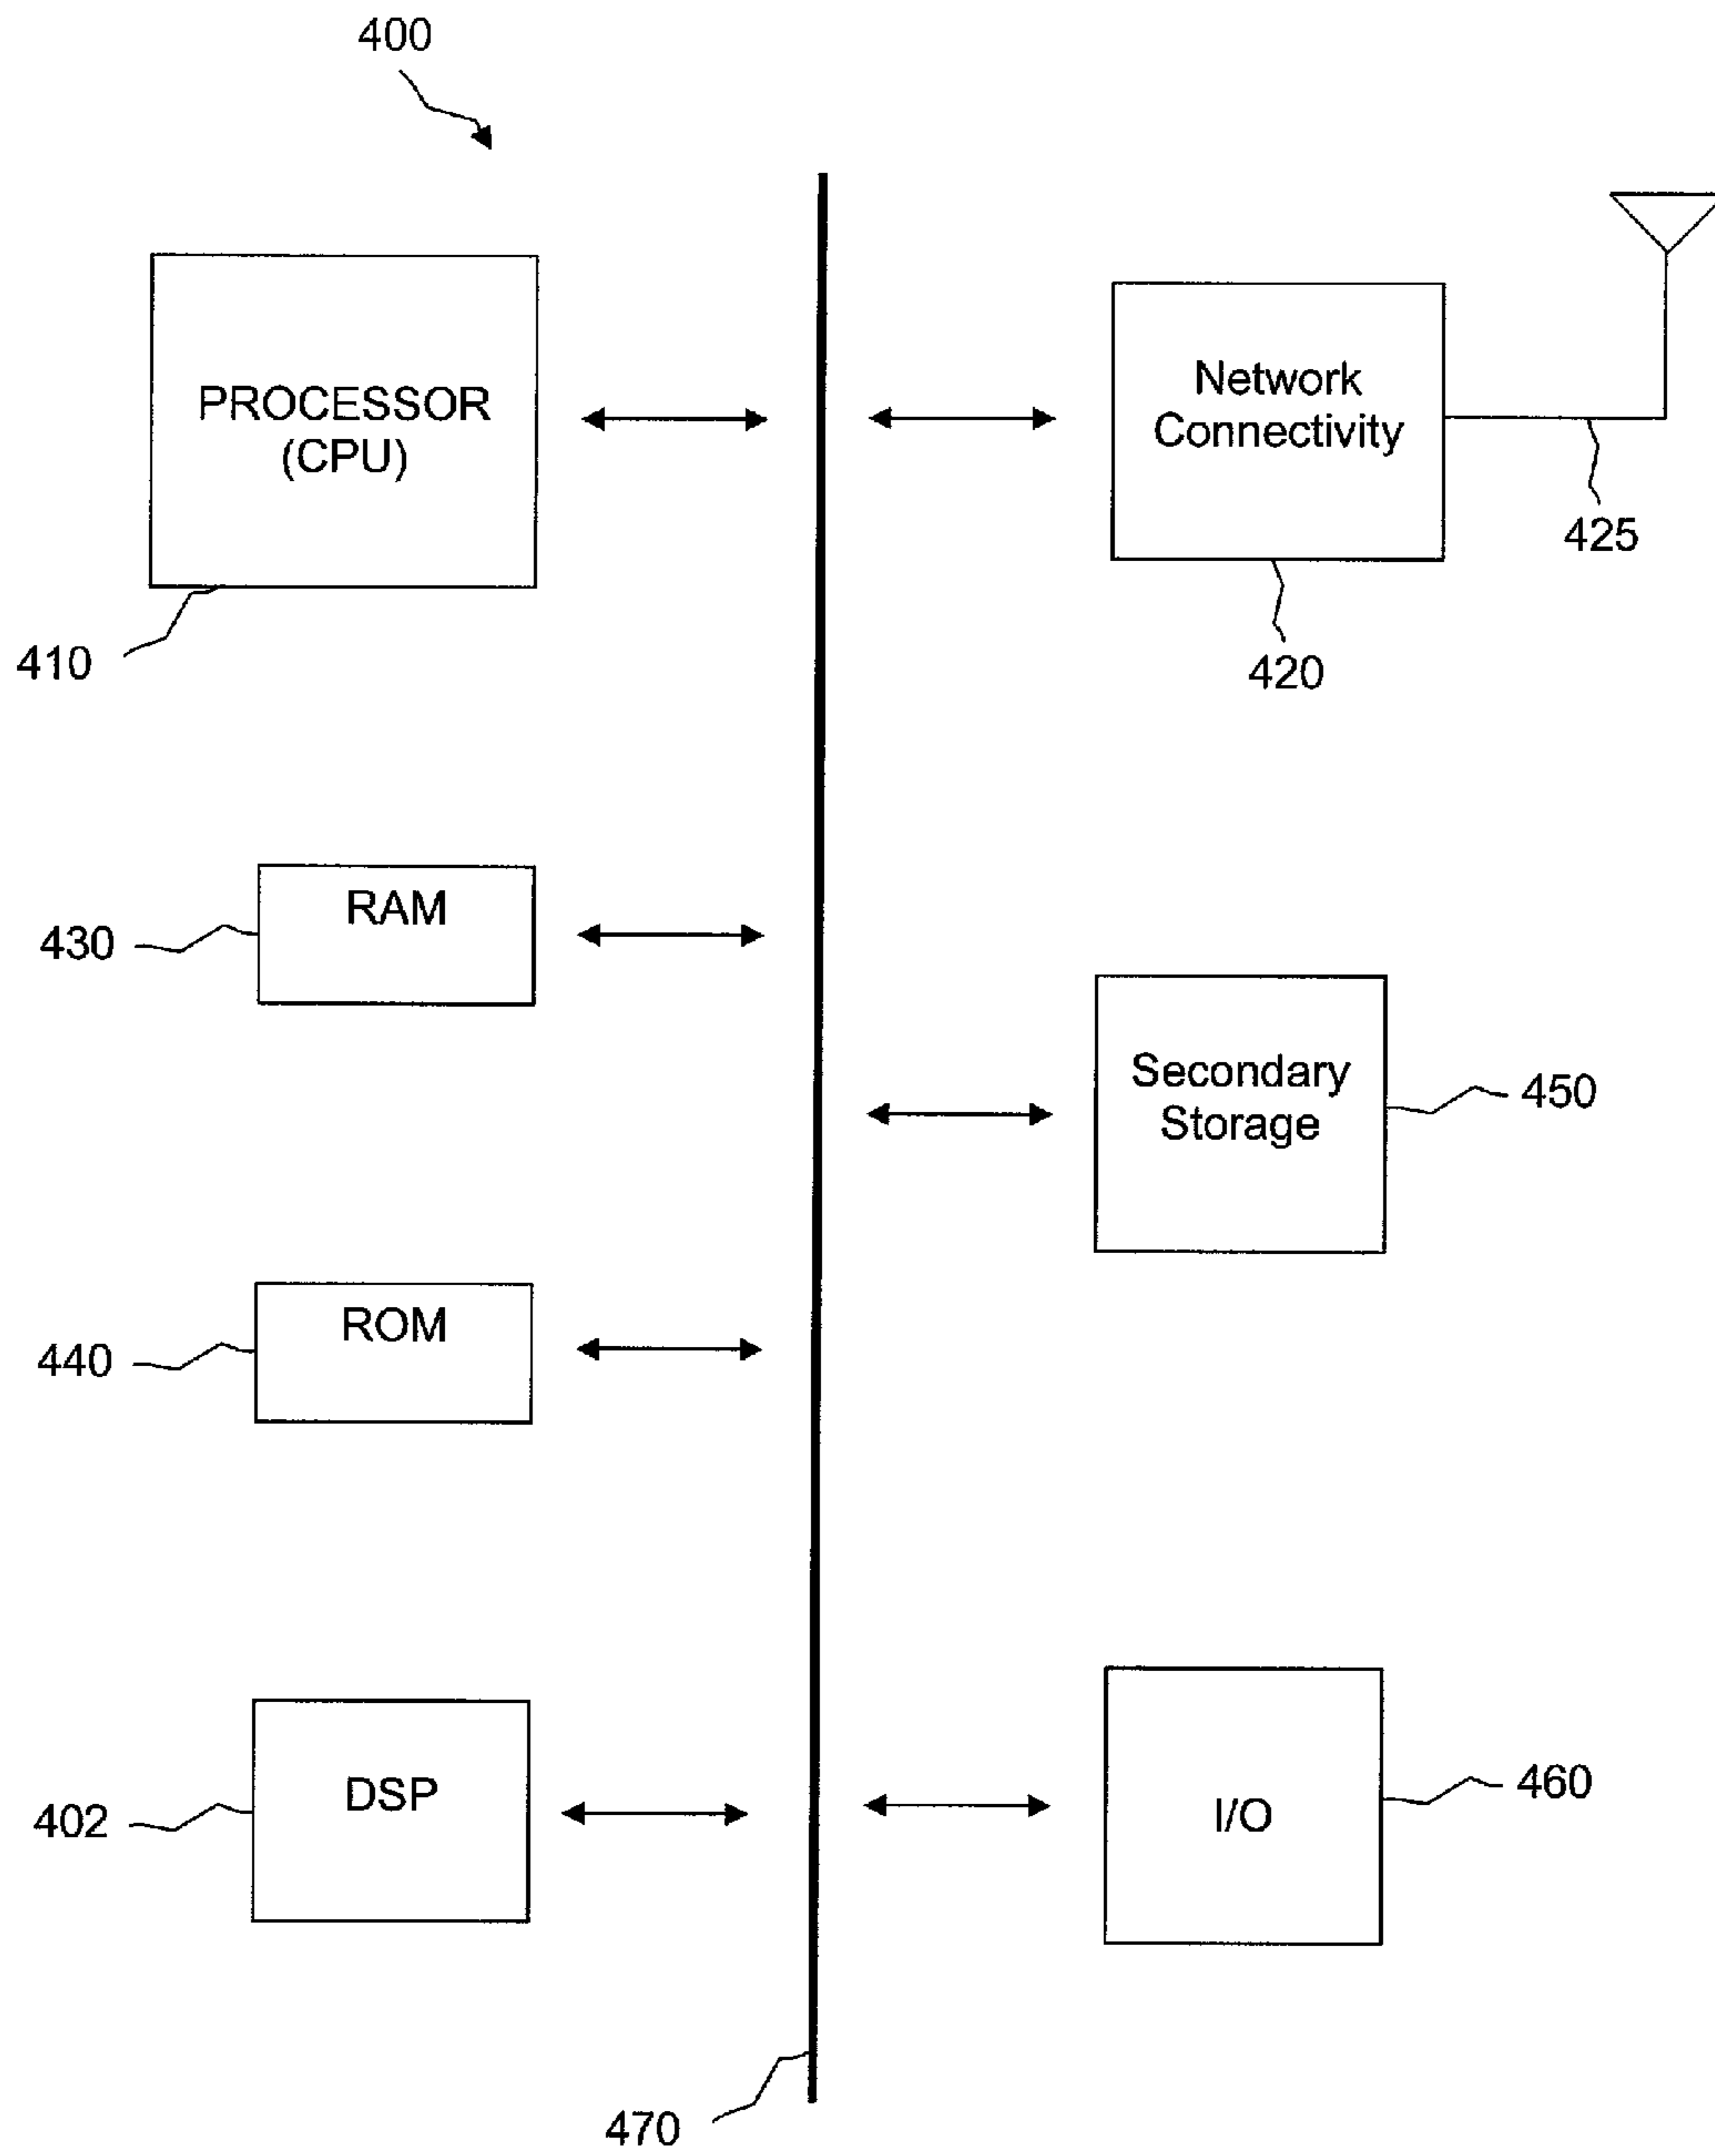 400
PROCESSOR
(CPU)
410
Network
Connectivity
425
420
RAM
430
Secondary
Storage
450
ROM
440
DSP
402
I/O
460
470